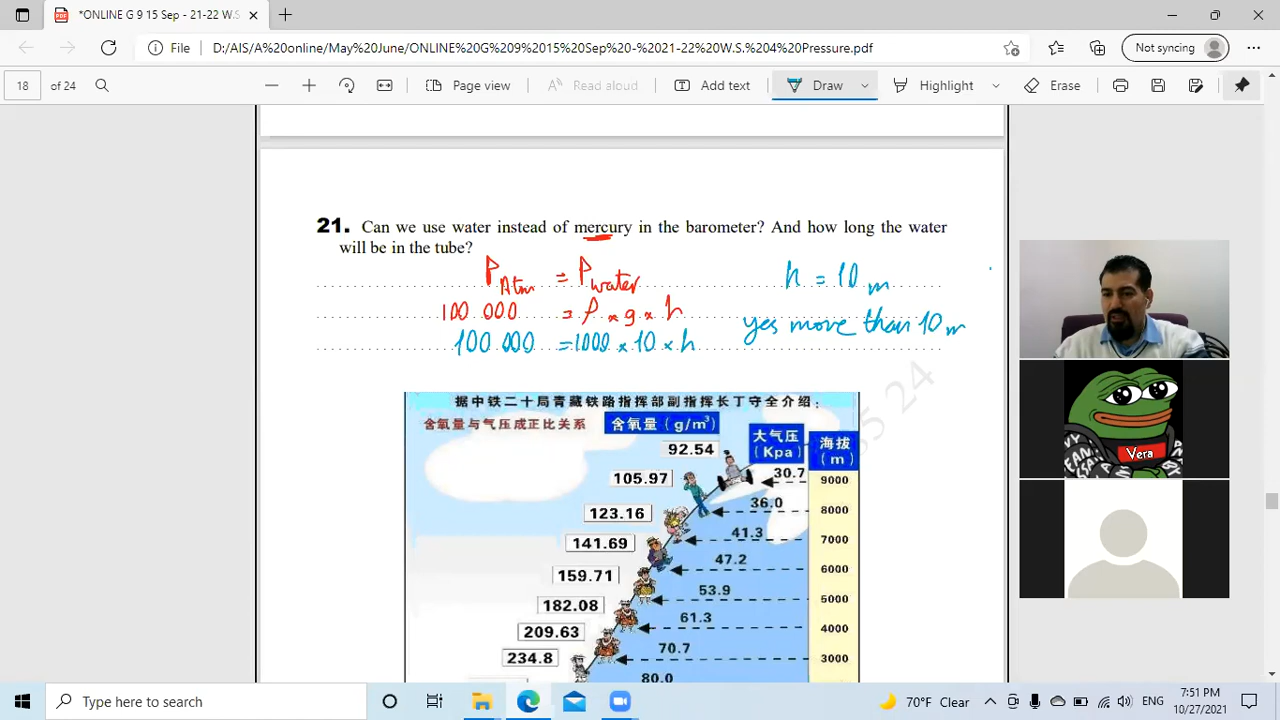 *ONLINE G 9 15 Sep - 21-22 W.S
File
D:/AIS/A%20online/May%20June/ONLINE%20G%209%2015%20Sep%20-%2021-22%20W.S.%204%20Pressure.pdf
Not syncing
18 of 24
Page view
Read aloud
Add text
Draw
Highlight
Erase
21. Can we use water instead of mercury in the barometer? And how long the water
will be in the tube?
P Atm = P water
h = 10 m
100.000 = ρ × g × h
yes more than 10 m
100.000 = 1000 × 10 × h
据中铁二十局青藏铁路指挥部副指挥长丁守全介绍:
含氧量与气压成正比关系
含氧量(g/m³)
大气压
(Kpa)
海拔
(m)
92.54
30.7
9000
105.97
36.0
8000
123.16
41.3
7000
141.69
47.2
6000
159.71
53.9
5000
182.08
61.3
4000
209.63
70.7
3000
234.8
80.0
Vera
Type here to search
70°F Clear
ENG
7:51 PM
10/27/2021